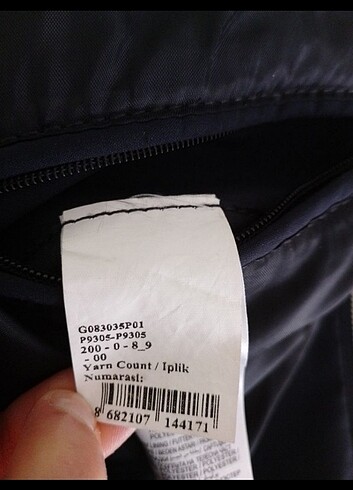 G083035P01
P9305-P9305
200 - 0 - 8_9
- 00
Yarn Count / Iplik
Numarası:
8 682107 144171